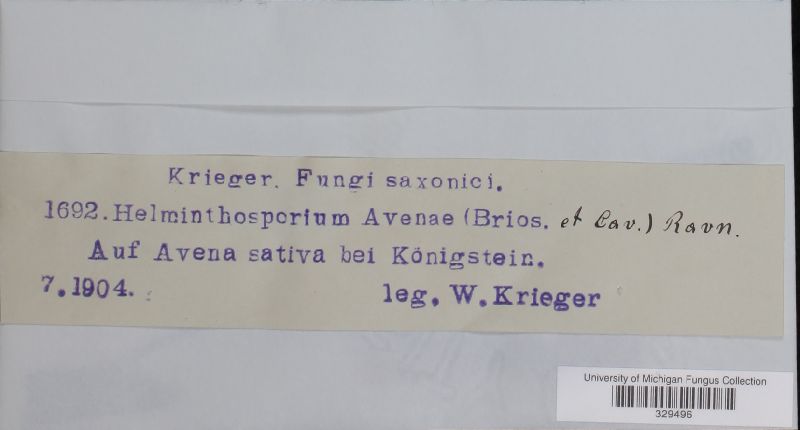 Krieger. Fungi saxonici.
1692. Helminthosporium Avenae (Brios. et Cav.) Ravn.
Auf Avena sativa bei Königstein.
7.1904. leg. W. Krieger
University of Michigan Fungus Collection
329496